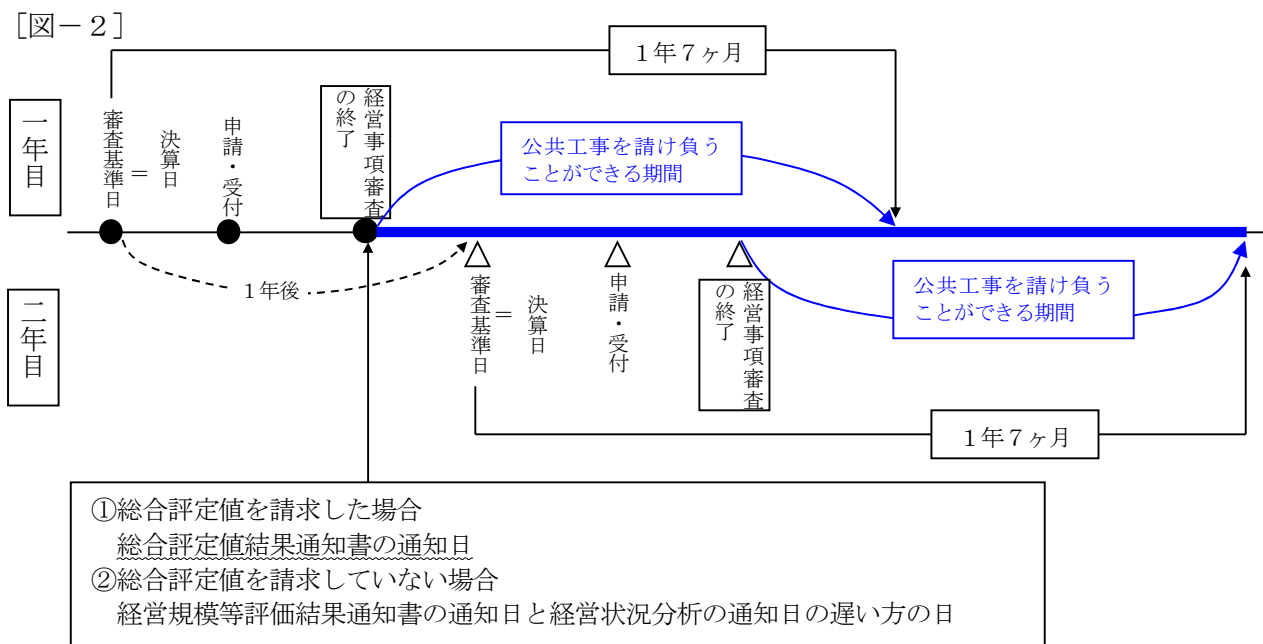 ［図－２］
１年７ヶ月
一年目
審査基準日
＝
決算日
申請・受付
経営事項審査
の終了
公共工事を請け負う
ことができる期間
１年後
二年目
審査基準日
＝
決算日
申請・受付
経営事項審査
の終了
公共工事を請け負う
ことができる期間
１年７ヶ月
①総合評定値を請求した場合
総合評定値結果通知書の通知日
②総合評定値を請求していない場合
経営規模等評価結果通知書の通知日と経営状況分析の通知日の遅い方の日